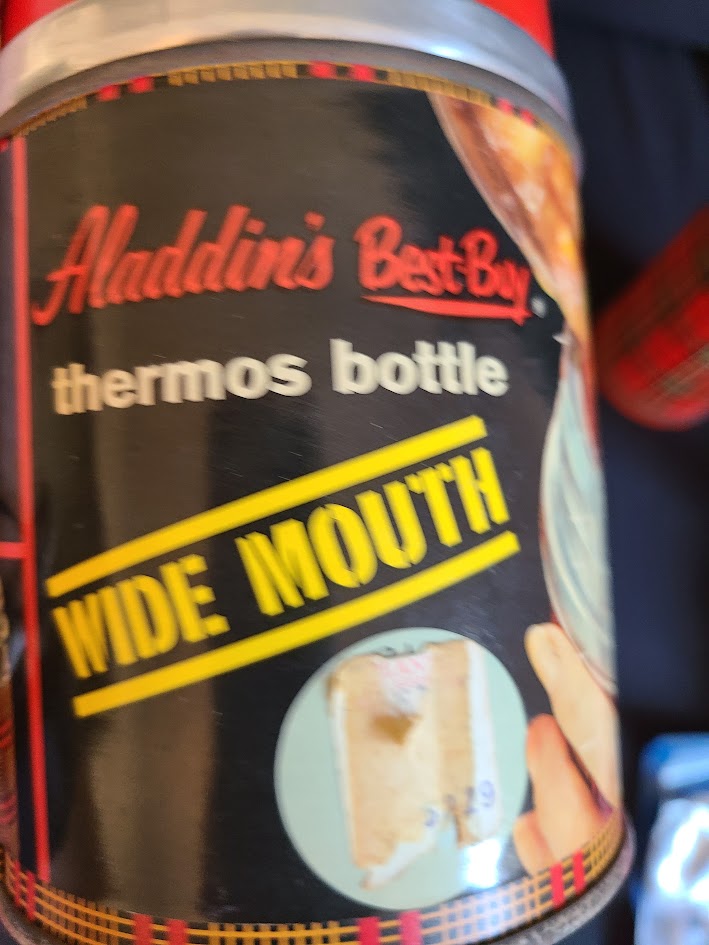 Aladdin's Best-Buy
thermos bottle
WIDE MOUTH